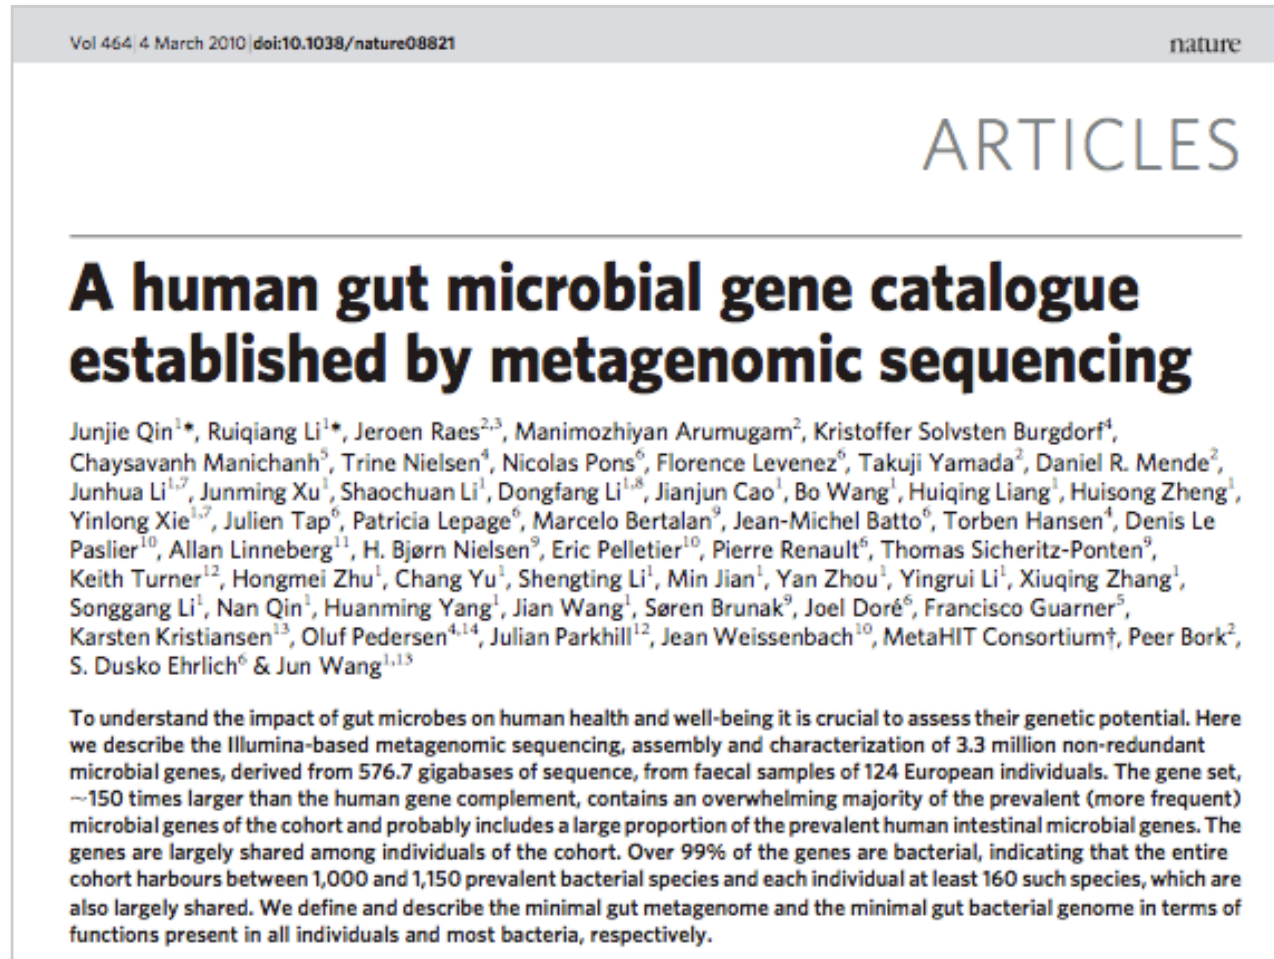 Vol 464|4 March 2010|doi:10.1038/nature08821
nature
ARTICLES
A human gut microbial gene catalogue
established by metagenomic sequencing
Junjie Qin¹*, Ruiqiang Li¹*, Jeroen Raes²,³, Manimozhiyan Arumugam², Kristoffer Solvsten Burgdorf⁴,
Chaysavanh Manichanh⁵, Trine Nielsen⁴, Nicolas Pons⁶, Florence Levenez⁶, Takuji Yamada², Daniel R. Mende²,
Junhua Li¹,⁷, Junming Xu¹, Shaochuan Li¹, Dongfang Li¹,⁸, Jianjun Cao¹, Bo Wang¹, Huiqing Liang¹, Huisong Zheng¹,
Yinlong Xie¹,⁷, Julien Tap⁶, Patricia Lepage⁶, Marcelo Bertalan⁹, Jean-Michel Batto⁶, Torben Hansen⁴, Denis Le
Paslier¹⁰, Allan Linneberg¹¹, H. Bjørn Nielsen⁹, Eric Pelletier¹⁰, Pierre Renault⁶, Thomas Sicheritz-Ponten⁹,
Keith Turner¹², Hongmei Zhu¹, Chang Yu¹, Shengting Li¹, Min Jian¹, Yan Zhou¹, Yingrui Li¹, Xiuqing Zhang¹,
Songgang Li¹, Nan Qin¹, Huanming Yang¹, Jian Wang¹, Søren Brunak⁹, Joel Doré⁶, Francisco Guarner⁵,
Karsten Kristiansen¹³, Oluf Pedersen⁴,¹⁴, Julian Parkhill¹², Jean Weissenbach¹⁰, MetaHIT Consortium†, Peer Bork²,
S. Dusko Ehrlich⁶ & Jun Wang¹,¹³
To understand the impact of gut microbes on human health and well-being it is crucial to assess their genetic potential. Here
we describe the Illumina-based metagenomic sequencing, assembly and characterization of 3.3 million non-redundant
microbial genes, derived from 576.7 gigabases of sequence, from faecal samples of 124 European individuals. The gene set,
~150 times larger than the human gene complement, contains an overwhelming majority of the prevalent (more frequent)
microbial genes of the cohort and probably includes a large proportion of the prevalent human intestinal microbial genes. The
genes are largely shared among individuals of the cohort. Over 99% of the genes are bacterial, indicating that the entire
cohort harbours between 1,000 and 1,150 prevalent bacterial species and each individual at least 160 such species, which are
also largely shared. We define and describe the minimal gut metagenome and the minimal gut bacterial genome in terms of
functions present in all individuals and most bacteria, respectively.